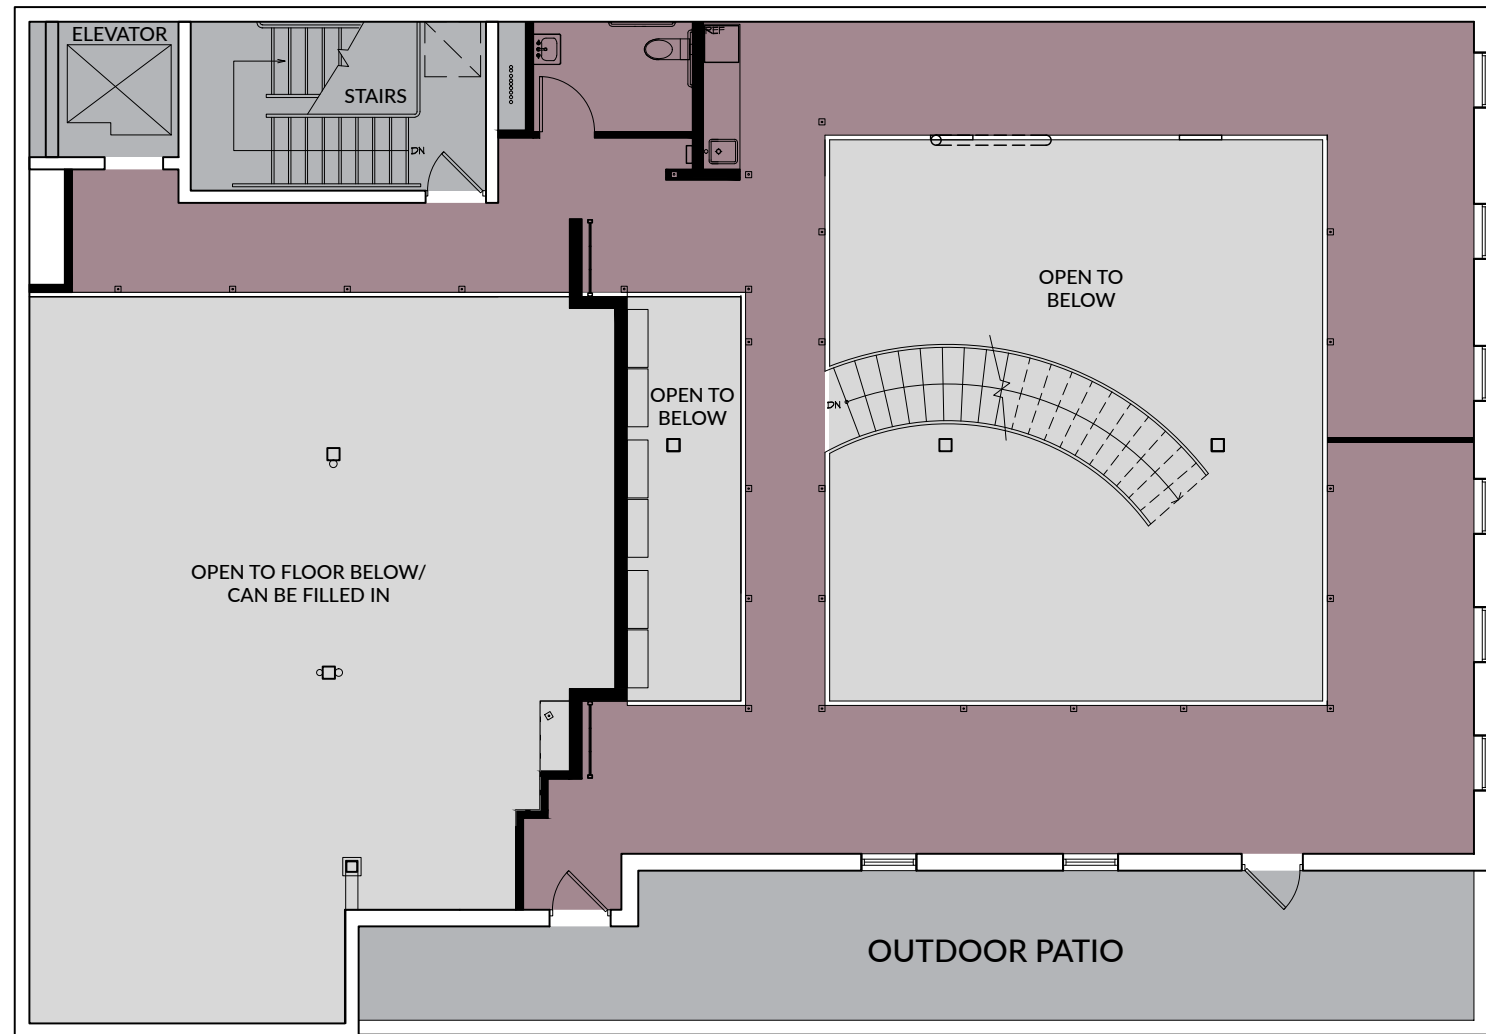 ELEVATOR
REF
STAIRS
DN
OPEN TO
BELOW
OPEN TO
BELOW
DN
OPEN TO FLOOR BELOW/
CAN BE FILLED IN
OUTDOOR PATIO